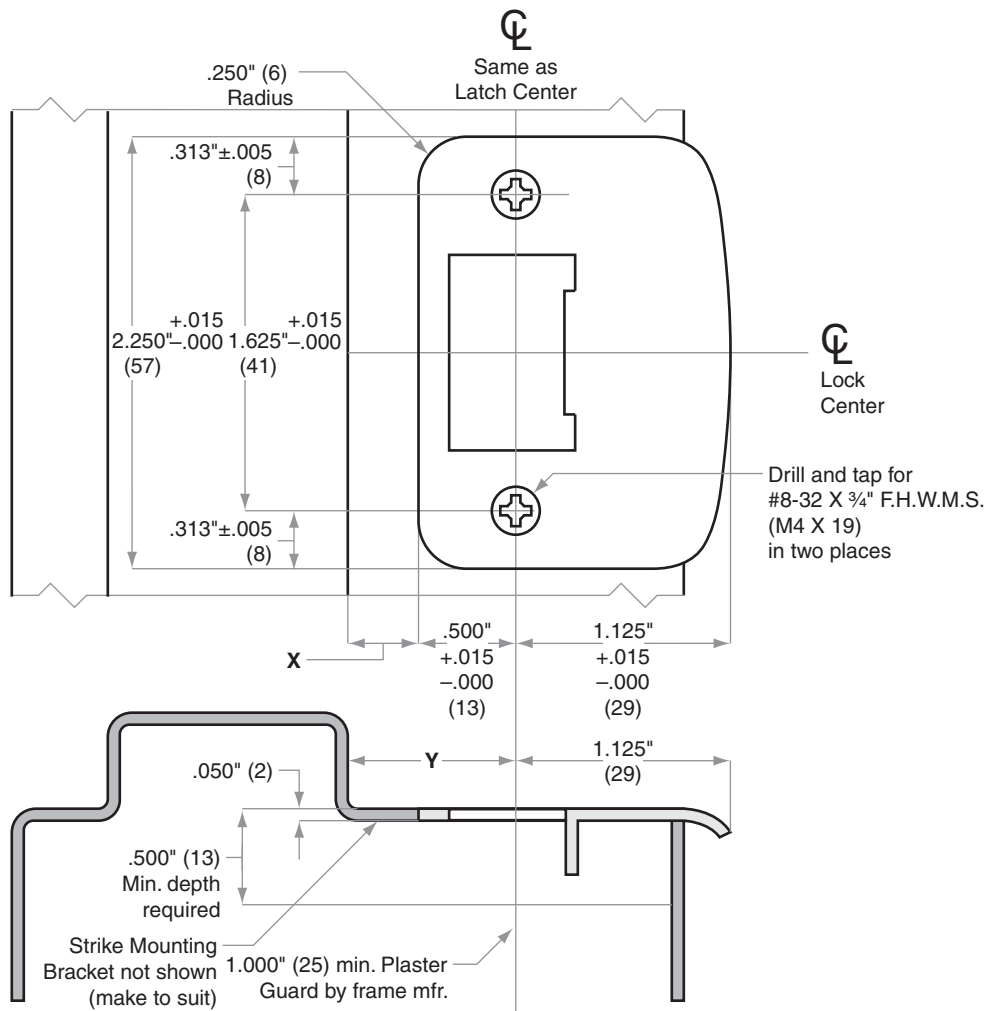 ℄
Same as
Latch Center
.250" (6)
Radius
.313"±.005
(8)
2.250" +.015 –.000
(57)
1.625" +.015 –.000
(41)
℄
Lock
Center
Drill and tap for
#8-32 X ¾" F.H.W.M.S.
(M4 X 19)
in two places
.313"±.005
(8)
X
.500"
+.015
–.000
(13)
1.125"
+.015
–.000
(29)
Y
1.125"
(29)
.050" (2)
.500" (13)
Min. depth
required
Strike Mounting
Bracket not shown
(make to suit)
1.000" (25) min. Plaster
Guard by frame mfr.